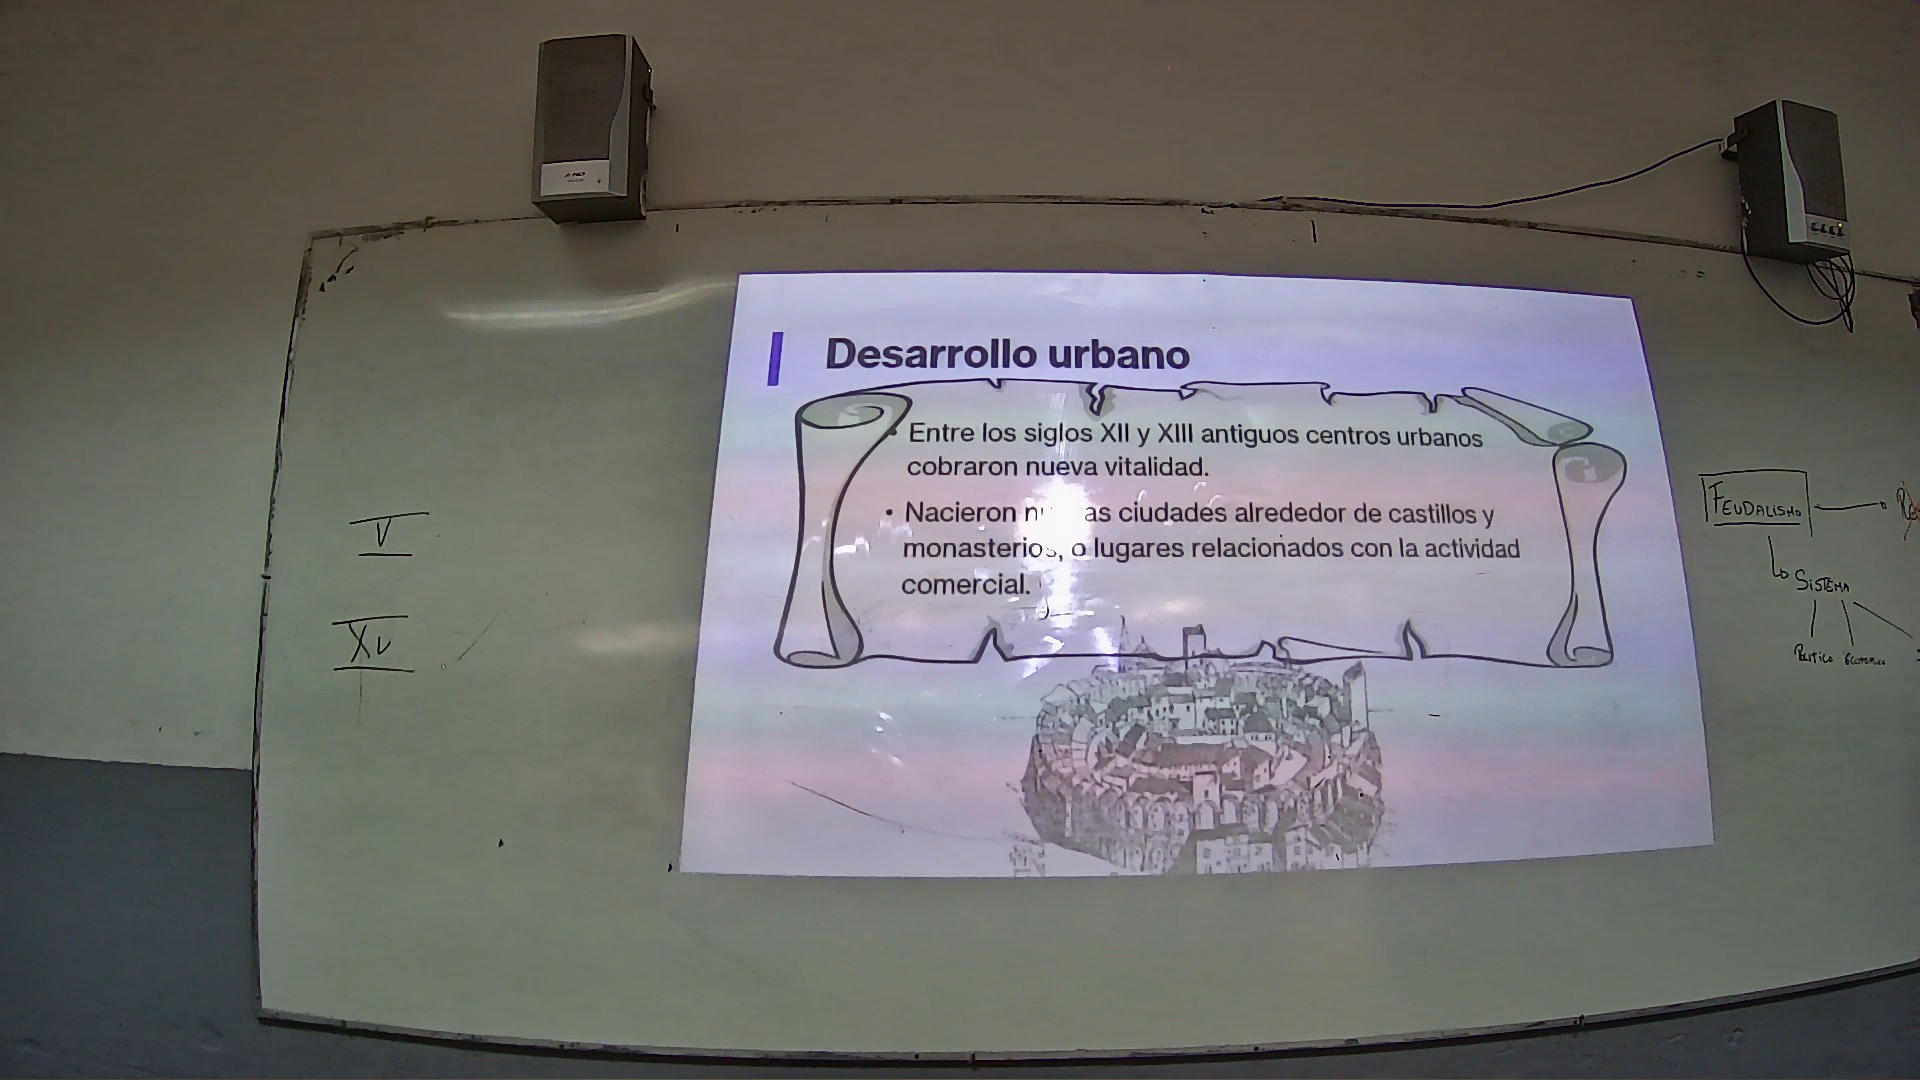 Desarrollo urbano
• Entre los siglos XII y XIII antiguos centros urbanos
cobraron nueva vitalidad.
• Nacieron as ciudades alrededor de castillos y
monasterios, o lugares relacionados con la actividad
comercial.
V
XV
FEUDALISMO
SISTEMA
POLITICO